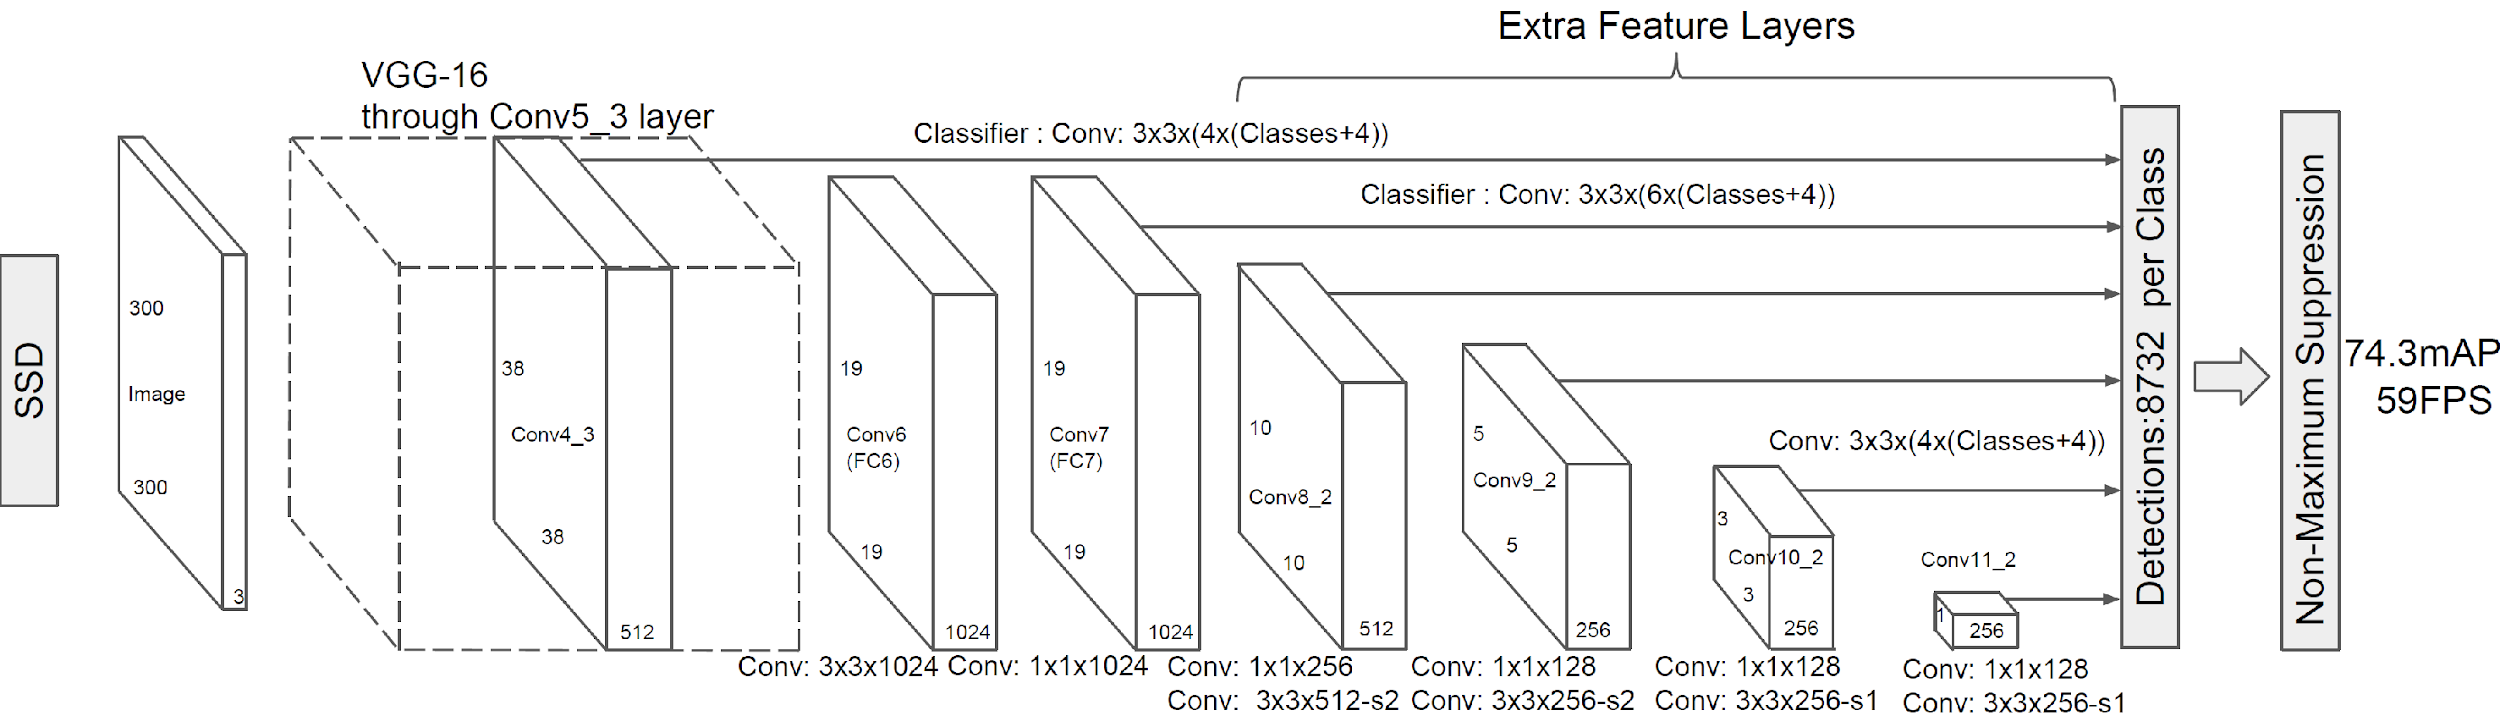 Extra Feature Layers
VGG-16
through Conv5_3 layer
Classifier : Conv: 3x3x(4x(Classes+4))
Classifier : Conv: 3x3x(6x(Classes+4))
SSD
300
Image
300
3
38
Conv4_3
38
512
19
Conv6
(FC6)
19
1024
19
Conv7
(FC7)
19
1024
10
Conv8_2
10
512
5
Conv9_2
5
256
Conv: 3x3x(4x(Classes+4))
3
Conv10_2
3
256
Conv11_2
1
256
Detections:8732 per Class
Non-Maximum Suppression
74.3mAP
59FPS
Conv: 3x3x1024
Conv: 1x1x1024
Conv: 1x1x256
Conv: 3x3x512-s2
Conv: 1x1x128
Conv: 3x3x256-s2
Conv: 1x1x128
Conv: 3x3x256-s1
Conv: 1x1x128
Conv: 3x3x256-s1